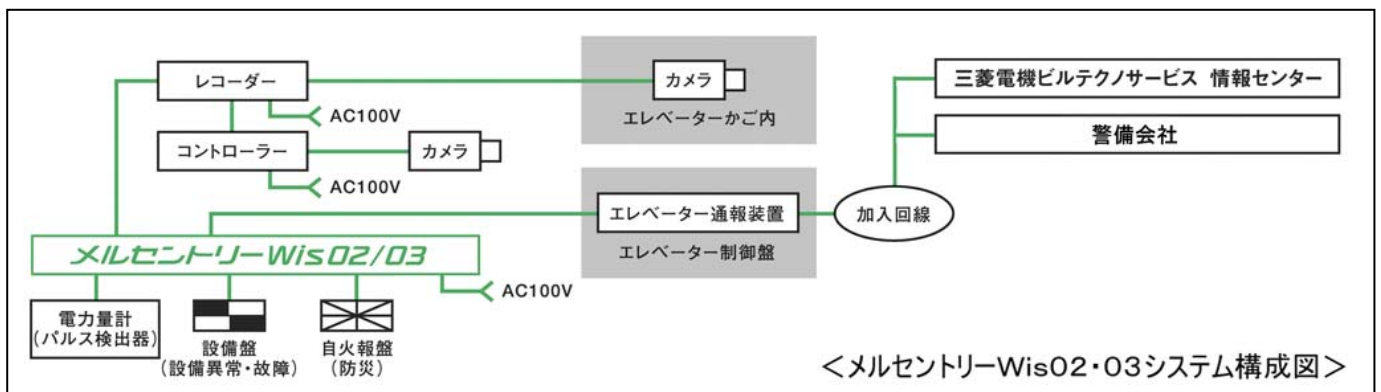 レコーダー
カメラ
エレベーターかご内
三菱電機ビルテクノサービス 情報センター
AC100V
コントローラー
カメラ
警備会社
AC100V
エレベーター通報装置
加入回線
エレベーター制御盤
メルセントリーWis02/03
AC100V
電力量計
(パルス検出器)
設備盤
(設備異常・故障)
自火報盤
(防災)
＜メルセントリーWis02・03システム構成図＞